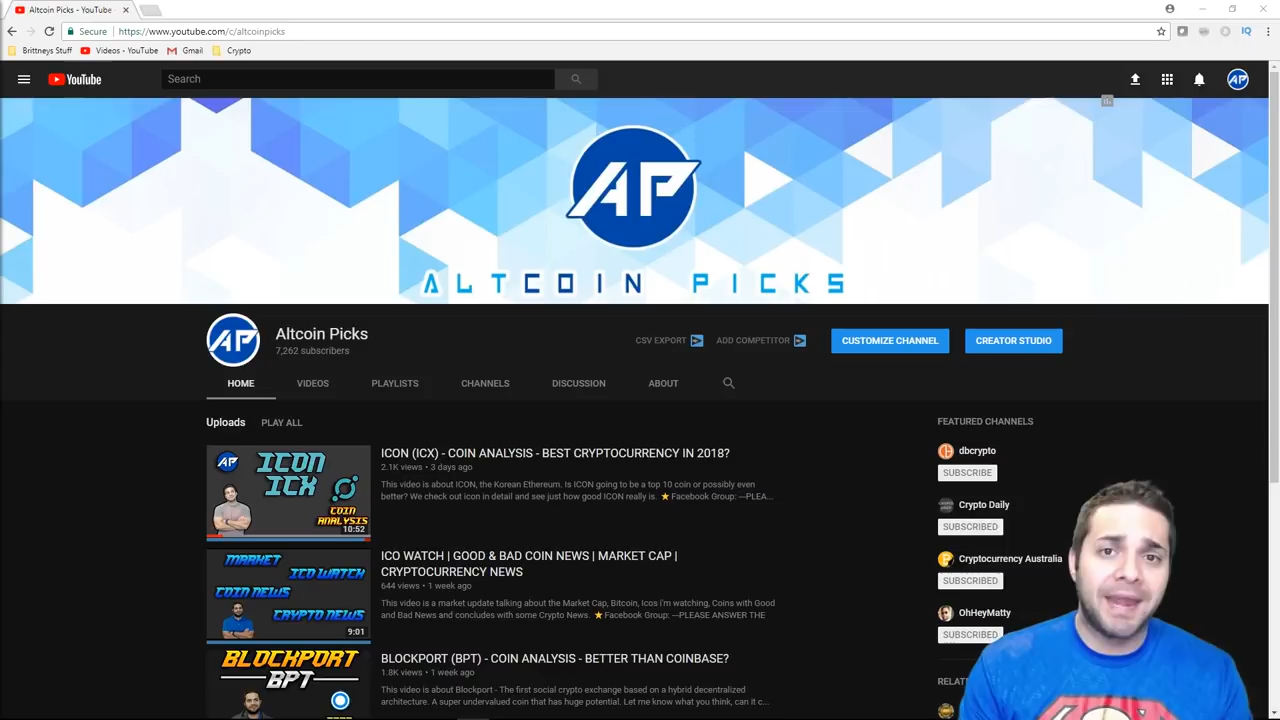 Altcoin Picks - YouTube
Secure
https://www.youtube.com/c/altcoinpicks
Brittneys Stuff
Videos - YouTube
Gmail
Crypto
YouTube
Search
AP
AP
ALTCOIN PICKS
AP
Altcoin Picks
7,262 subscribers
CSV EXPORT
ADD COMPETITOR
CUSTOMIZE CHANNEL
CREATOR STUDIO
HOME
VIDEOS
PLAYLISTS
CHANNELS
DISCUSSION
ABOUT
Uploads
PLAY ALL
AP
ICON
ICX
COIN
ANALYSIS
10:52
ICON (ICX) - COIN ANALYSIS - BEST CRYPTOCURRENCY IN 2018?
2.1K views • 3 days ago
This video is about ICON, the Korean Ethereum. Is ICON going to be a top 10 coin or possibly even
better? We check out icon in detail and see just how good ICON really is. ⭐ Facebook Group: ---PLEA...
MARKET
ICO WATCH
COIN NEWS
CRYPTO NEWS
9:01
ICO WATCH | GOOD & BAD COIN NEWS | MARKET CAP |
CRYPTOCURRENCY NEWS
644 views • 1 week ago
This video is a market update talking about the Market Cap, Bitcoin, Icos i'm watching, Coins with Good
and Bad News and concludes with some Crypto News. ⭐ Facebook Group: ---PLEASE ANSWER THE
BLOCKPORT
BPT
BLOCKPORT (BPT) - COIN ANALYSIS - BETTER THAN COINBASE?
1.8K views • 1 week ago
This video is about Blockport - The first social crypto exchange based on a hybrid decentralized
architecture. A super undervalued coin that has huge potential. Let me know what you think, can it c...
FEATURED CHANNELS
dbcrypto
SUBSCRIBE
Crypto Daily
SUBSCRIBED
Cryptocurrency Australia
SUBSCRIBED
OhHeyMatty
SUBSCRIBED
RELAT